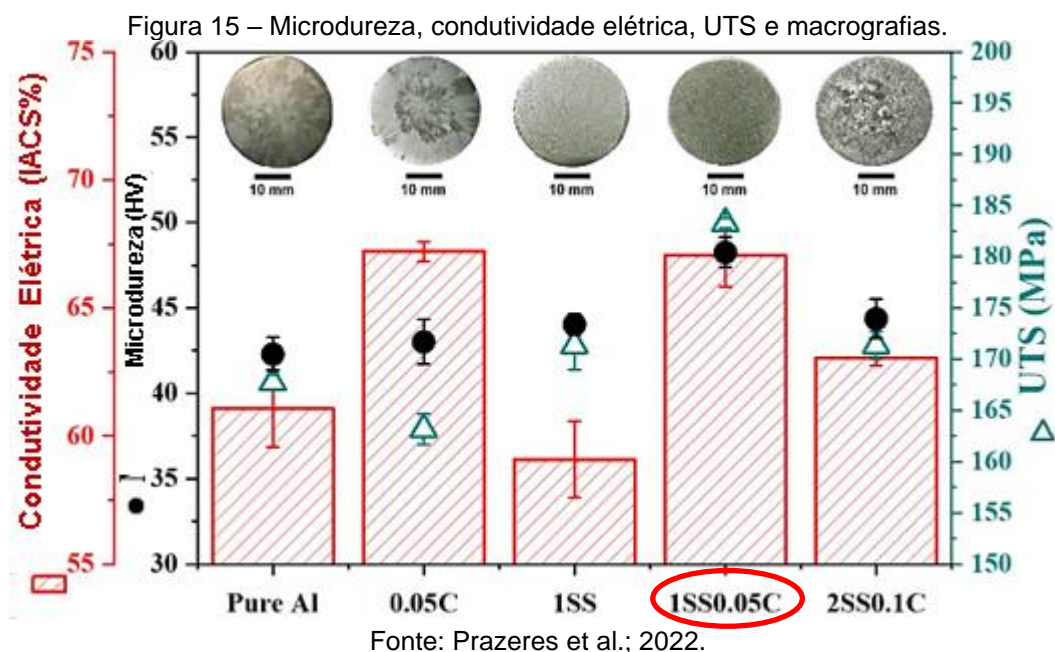 Figura 15 – Microdureza, condutividade elétrica, UTS e macrografias.
Condutividade Elétrica (IACS%)
75
70
65
60
55
Microdureza (HV)
60
55
50
45
40
35
30
10 mm
10 mm
10 mm
10 mm
10 mm
200
195
190
185
180
175
170
165
160
155
150
UTS (MPa)
Pure Al
0.05C
1SS
1SS0.05C
2SS0.1C
Fonte: Prazeres et al.; 2022.